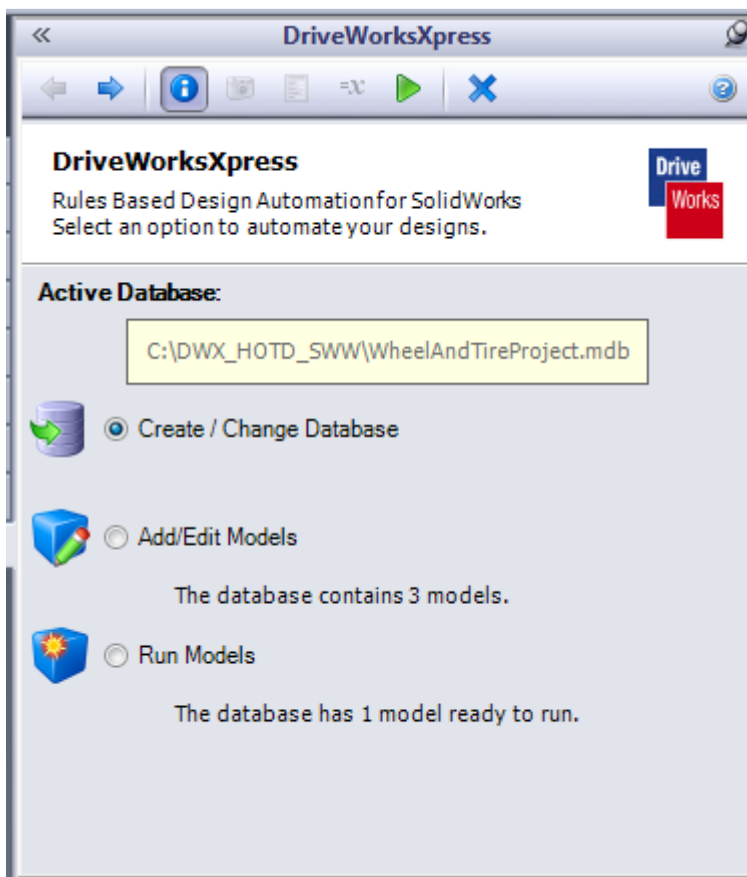 DriveWorksXpress
=x
DriveWorksXpress
Rules Based Design Automation for SolidWorks
Select an option to automate your designs.
Drive
Works
Active Database:
C:\DWX_HOTD_SWW\WheelAndTireProject.mdb
Create / Change Database
Add/Edit Models
The database contains 3 models.
Run Models
The database has 1 model ready to run.